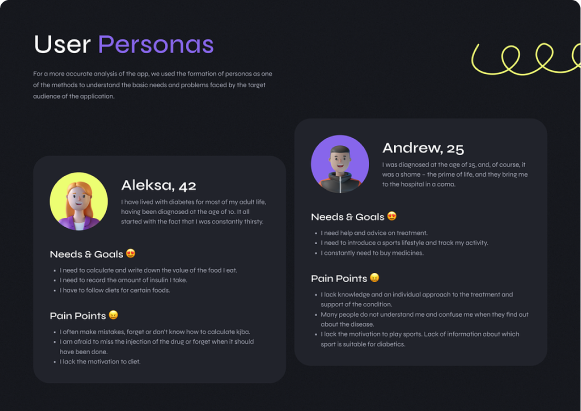 User Personas
For a more accurate analysis of the app, we used the formation of personas as one
of the methods to understand the basic needs and problems faced by the target
audience of the application.
Aleksa, 42
I have lived with diabetes for most of my adult life,
having been diagnosed at the age of 10. It all
started with the fact that I was constantly thirsty.
Needs & Goals 😍
• I need to calculate and write down the value of the food I eat.
• I need to record the amount of insulin I take.
• I have to follow diets for certain foods.
Pain Points 😖
• I often make mistakes, forget or don't know how to calculate kjbs.
• I am afraid to miss the injection of the drug or forget when it should
have been done.
• I lack the motivation to diet.
Andrew, 25
I was diagnosed at the age of 25, and, of course, it
was a shame - the prime of life, and they bring me
to the hospital in a coma.
Needs & Goals 😍
• I need help and advice on treatment.
• I need to introduce a sports lifestyle and track my activity.
• I constantly need to buy medicines.
Pain Points 😖
• I lack knowledge and an individual approach to the treatment and
support of the condition.
• Many people do not understand me and confuse me when they find out
about the disease.
• I lack the motivation to play sports. Lack of information about which
sport is suitable for diabetics.